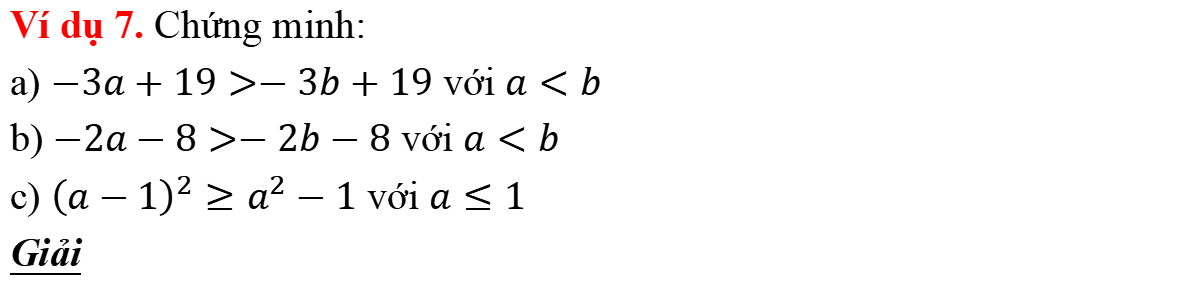 Ví dụ 7. Chứng minh:
a) −3a + 19 >− 3b + 19 với a < b
b) −2a − 8 >− 2b − 8 với a < b
c) (a − 1)² ≥ a² − 1 với a ≤ 1
Giải